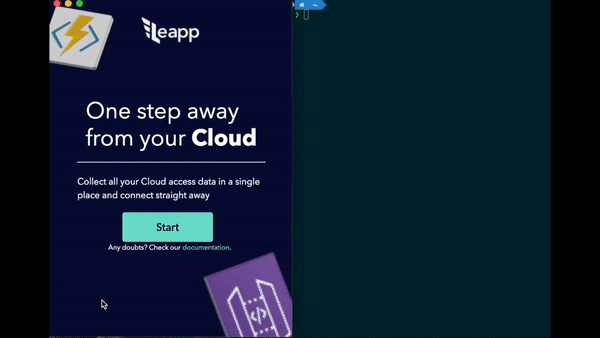 Leapp
One step away
from your Cloud
Collect all your Cloud access data in a single
place and connect straight away
Start
Any doubts? Check our documentation.
~
❯